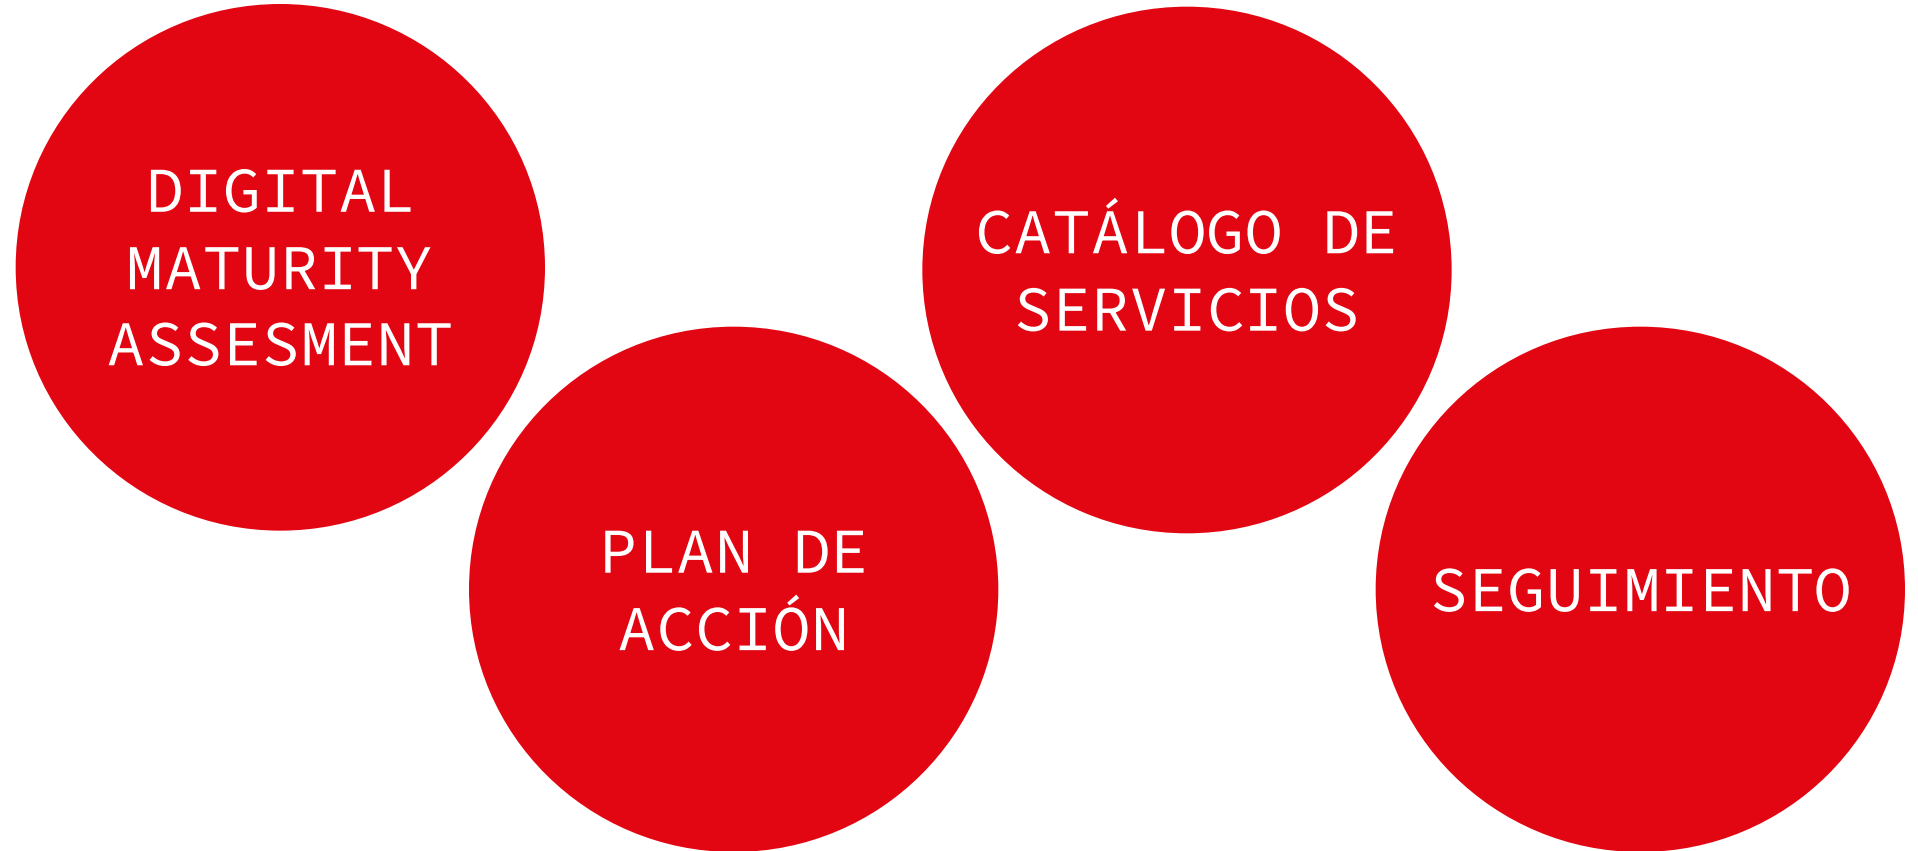 DIGITAL
MATURITY
ASSESMENT
PLAN DE
ACCIÓN
CATÁLOGO DE
SERVICIOS
SEGUIMIENTO